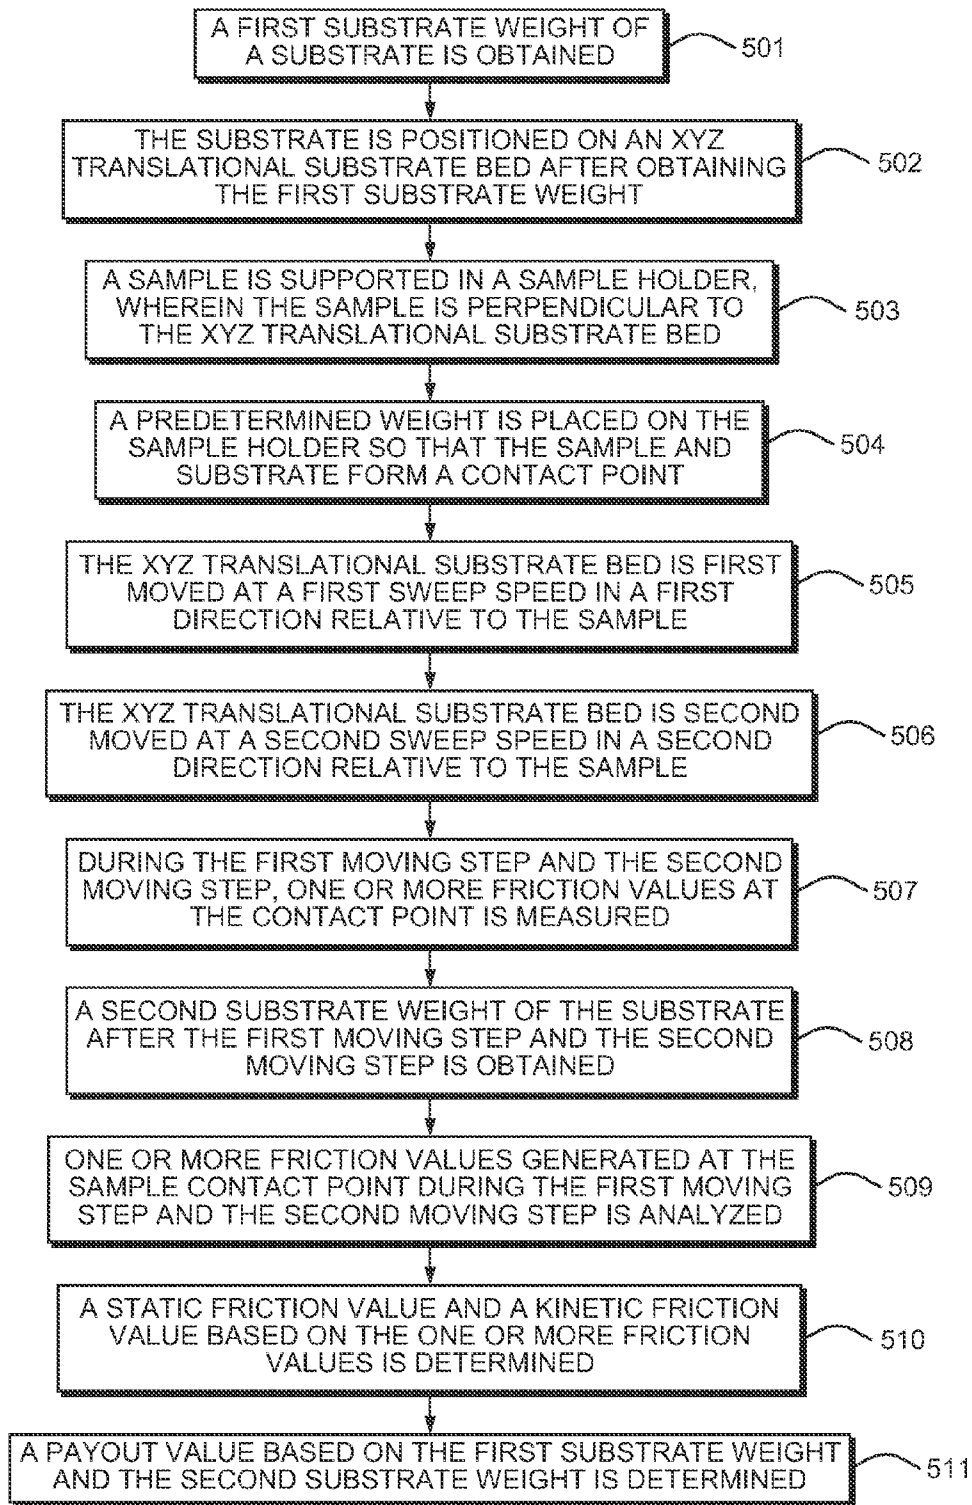 A FIRST SUBSTRATE WEIGHT OF
A SUBSTRATE IS OBTAINED
501
THE SUBSTRATE IS POSITIONED ON AN XYZ
TRANSLATIONAL SUBSTRATE BED AFTER OBTAINING
THE FIRST SUBSTRATE WEIGHT
502
A SAMPLE IS SUPPORTED IN A SAMPLE HOLDER,
WHEREIN THE SAMPLE IS PERPENDICULAR TO
THE XYZ TRANSLATIONAL SUBSTRATE BED
503
A PREDETERMINED WEIGHT IS PLACED ON THE
SAMPLE HOLDER SO THAT THE SAMPLE AND
SUBSTRATE FORM A CONTACT POINT
504
THE XYZ TRANSLATIONAL SUBSTRATE BED IS FIRST
MOVED AT A FIRST SWEEP SPEED IN A FIRST
DIRECTION RELATIVE TO THE SAMPLE
505
THE XYZ TRANSLATIONAL SUBSTRATE BED IS SECOND
MOVED AT A SECOND SWEEP SPEED IN A SECOND
DIRECTION RELATIVE TO THE SAMPLE
506
DURING THE FIRST MOVING STEP AND THE SECOND
MOVING STEP, ONE OR MORE FRICTION VALUES AT
THE CONTACT POINT IS MEASURED
507
A SECOND SUBSTRATE WEIGHT OF THE SUBSTRATE
AFTER THE FIRST MOVING STEP AND THE SECOND
MOVING STEP IS OBTAINED
508
ONE OR MORE FRICTION VALUES GENERATED AT THE
SAMPLE CONTACT POINT DURING THE FIRST MOVING
STEP AND THE SECOND MOVING STEP IS ANALYZED
509
A STATIC FRICTION VALUE AND A KINETIC FRICTION
VALUE BASED ON THE ONE OR MORE FRICTION
VALUES IS DETERMINED
510
A PAYOUT VALUE BASED ON THE FIRST SUBSTRATE WEIGHT
AND THE SECOND SUBSTRATE WEIGHT IS DETERMINED
511